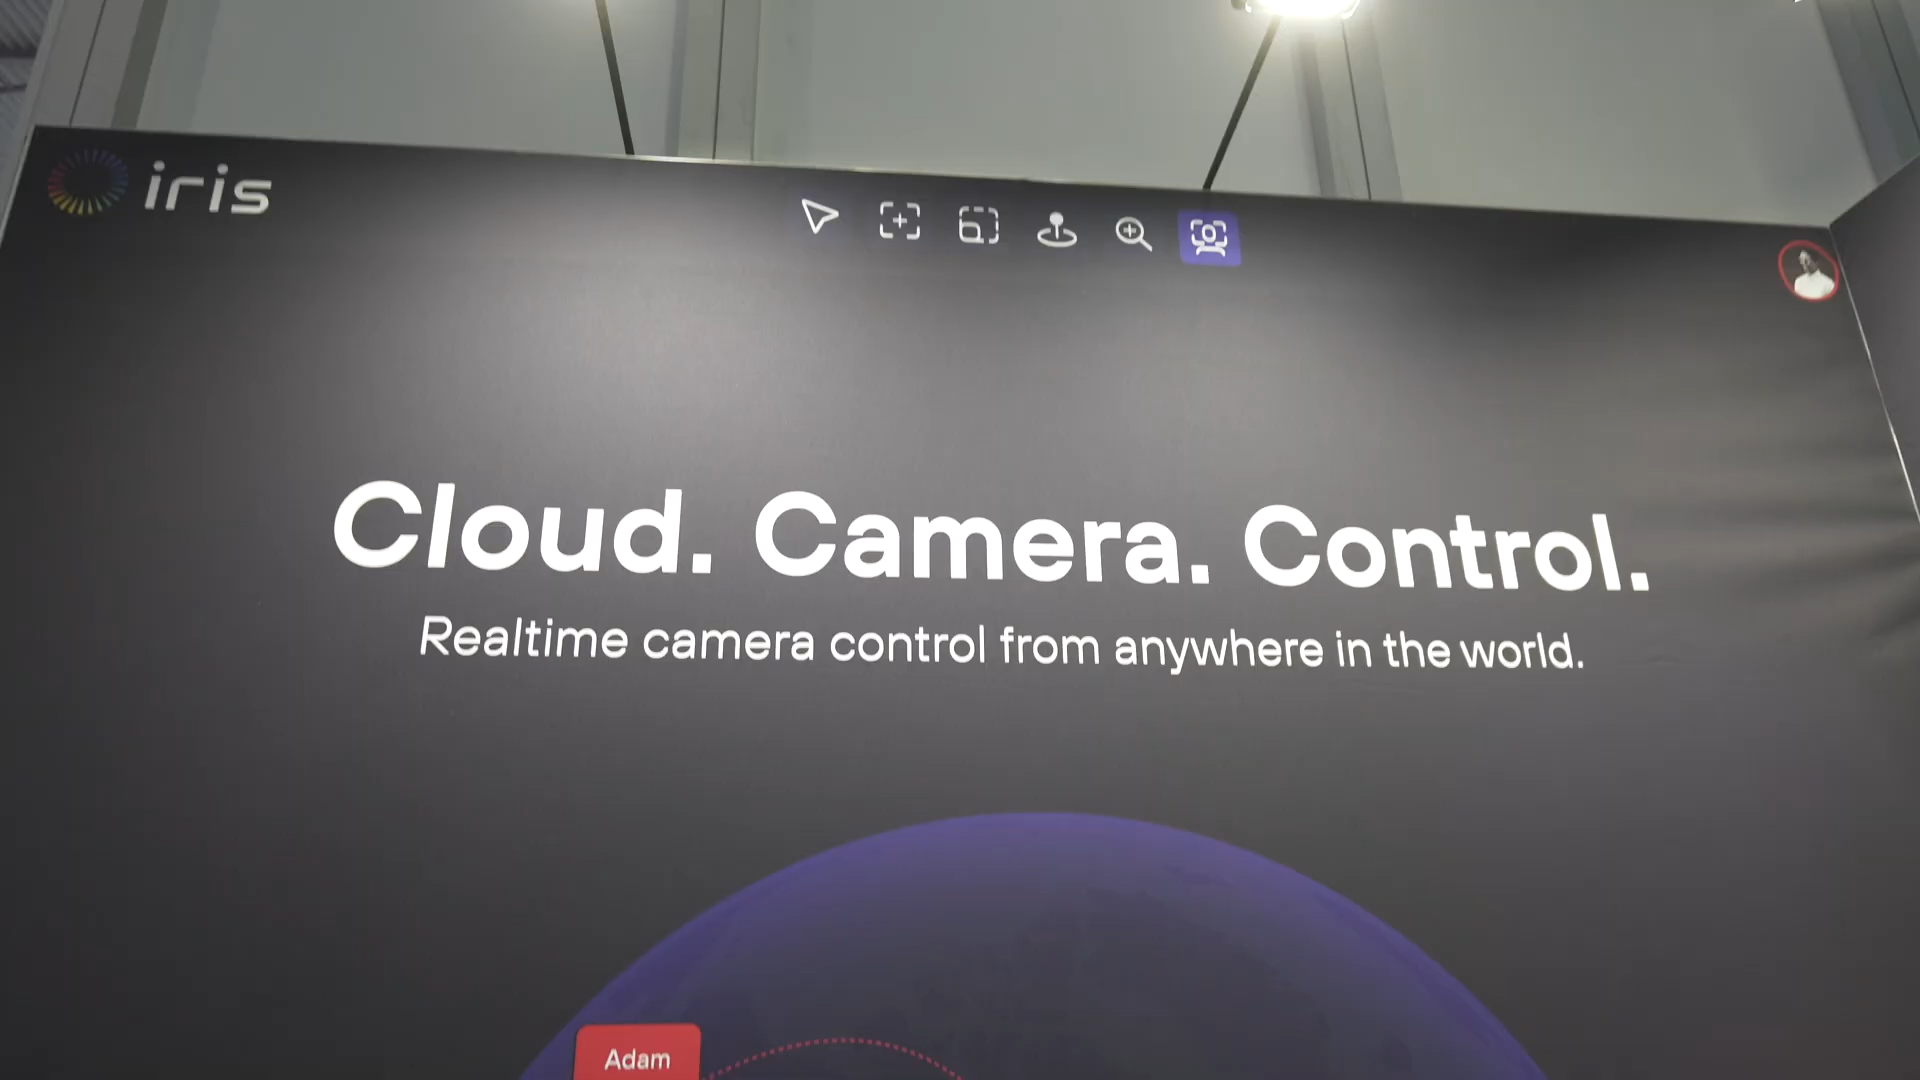 iris
Cloud. Camera. Control.
Realtime camera control from anywhere in the world.
Adam